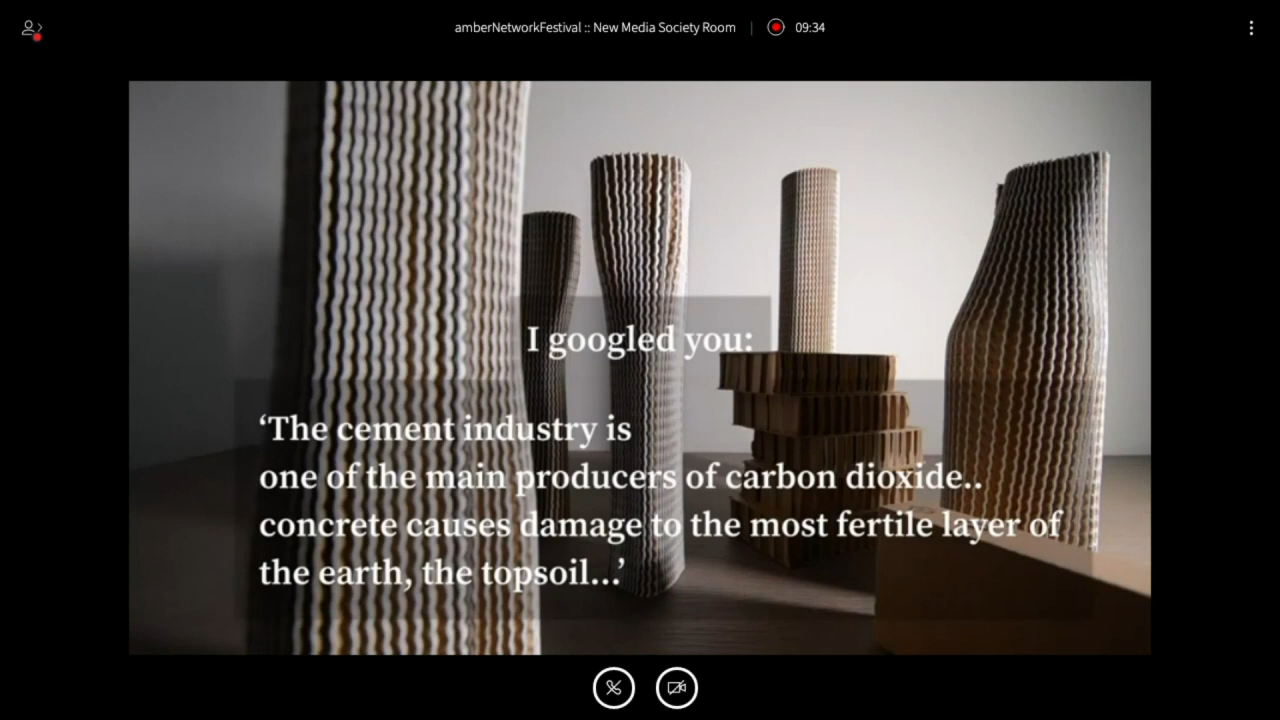 amberNetworkFestival :: New Media Society Room | 09:34
I googled you:
‘The cement industry is
one of the main producers of carbon dioxide..
concrete causes damage to the most fertile layer of
the earth, the topsoil...’